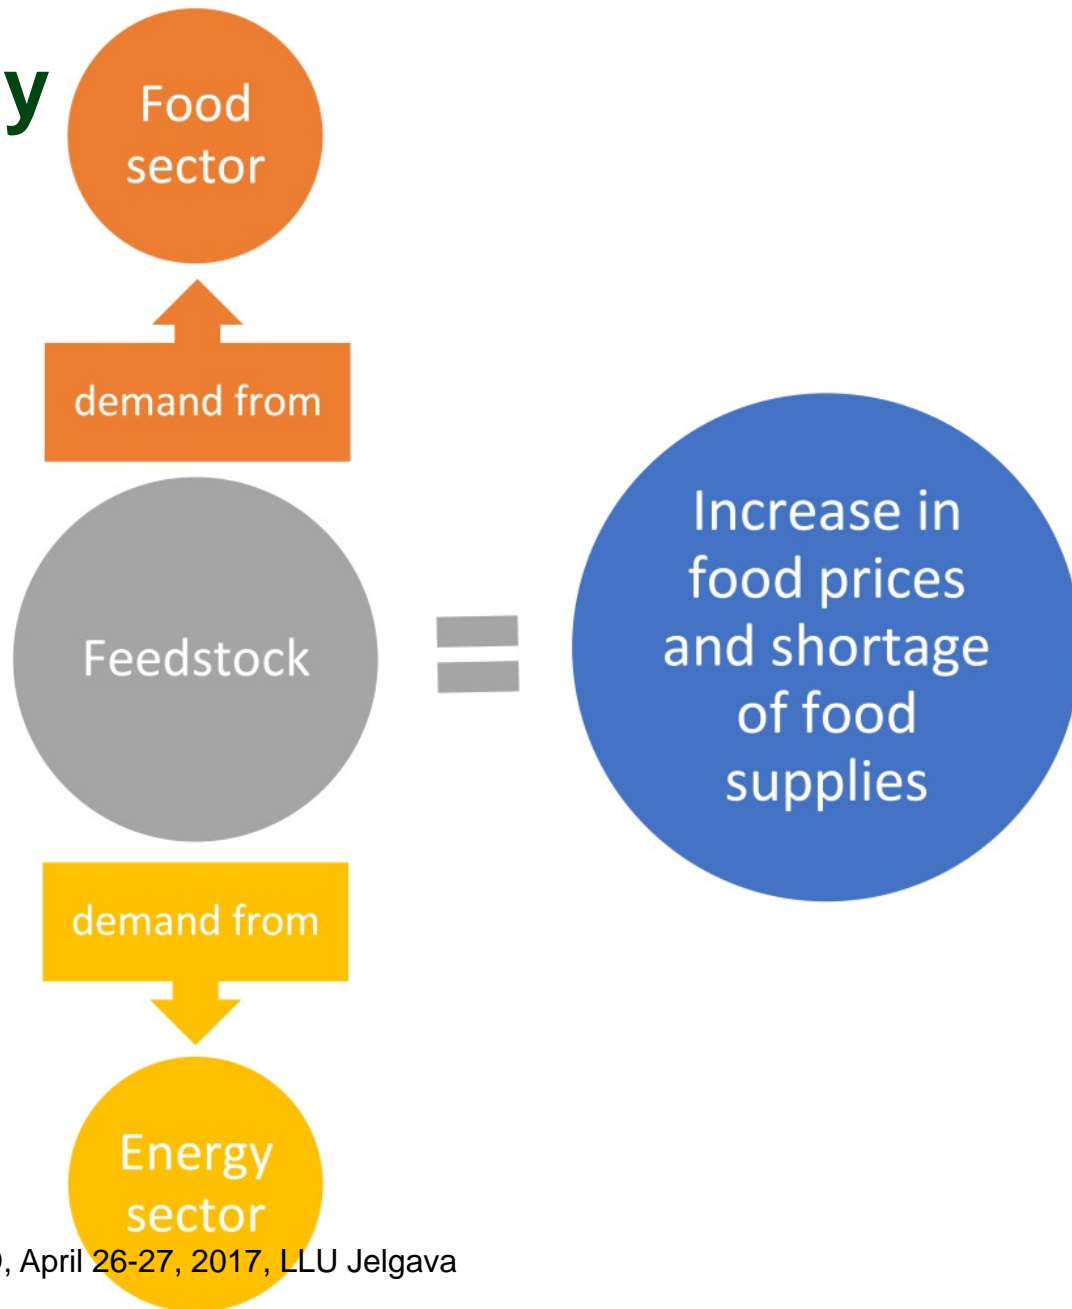 y
Food
sector
demand from
Feedstock
Increase in
food prices
and shortage
of food
supplies
demand from
Energy
sector
, April 26-27, 2017, LLU Jelgava